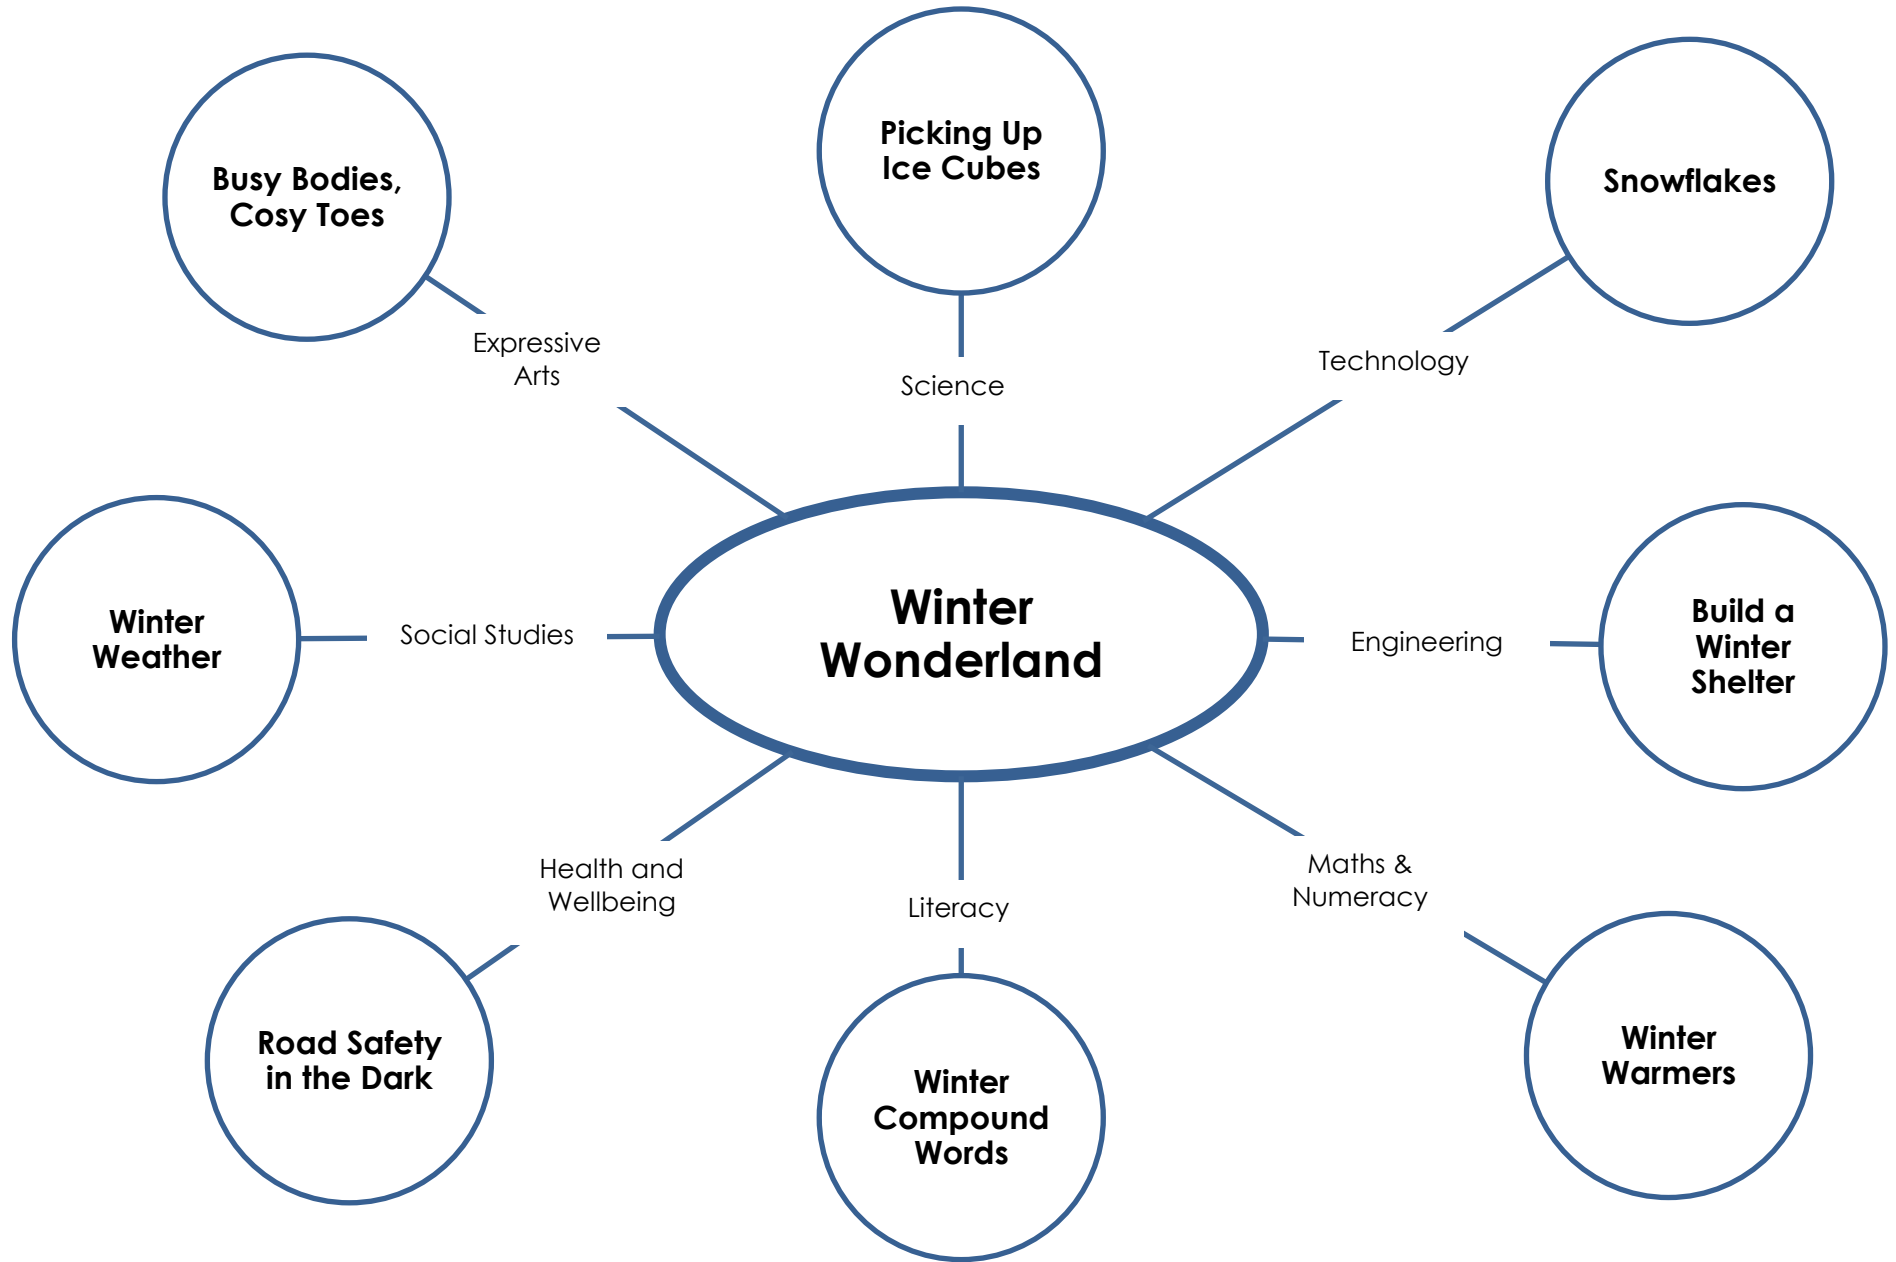 Picking Up
Ice Cubes
Busy Bodies,
Cosy Toes
Snowflakes
Expressive
Arts
Science
Technology
Winter
Weather
Social Studies
Winter
Wonderland
Engineering
Build a
Winter
Shelter
Health and
Wellbeing
Literacy
Maths &
Numeracy
Road Safety
in the Dark
Winter
Compound
Words
Winter
Warmers